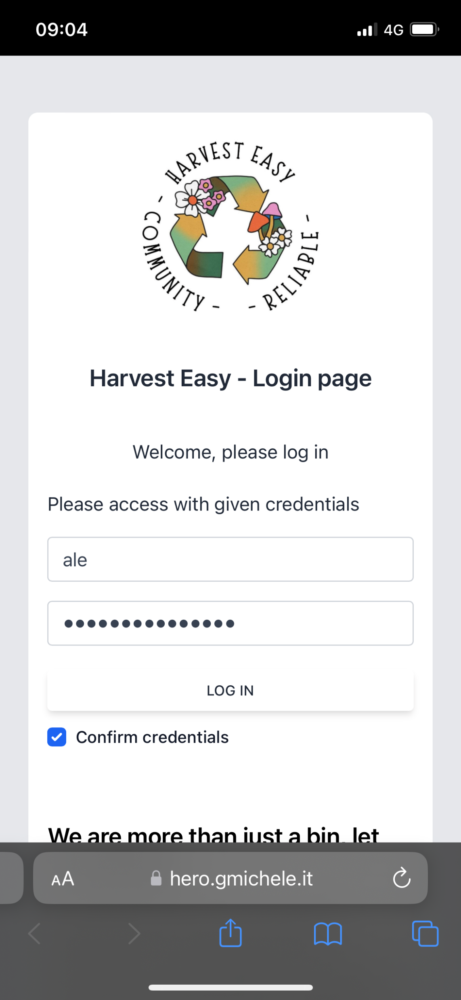 09:04
4G
HARVEST EASY
- COMMUNITY -
- RELIABLE -
Harvest Easy - Login page
Welcome, please log in
Please access with given credentials
ale
•••••••••••••••
LOG IN
Confirm credentials
We are more than just a bin, let
AA
hero.gmichele.it